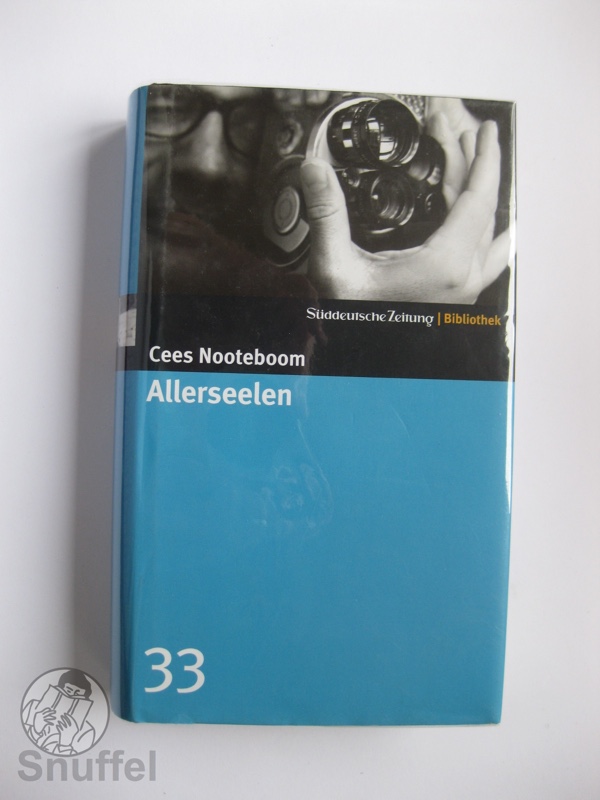 Süddeutsche Zeitung | Bibliothek
Cees Nooteboom
Allerseelen
33
Snuffel